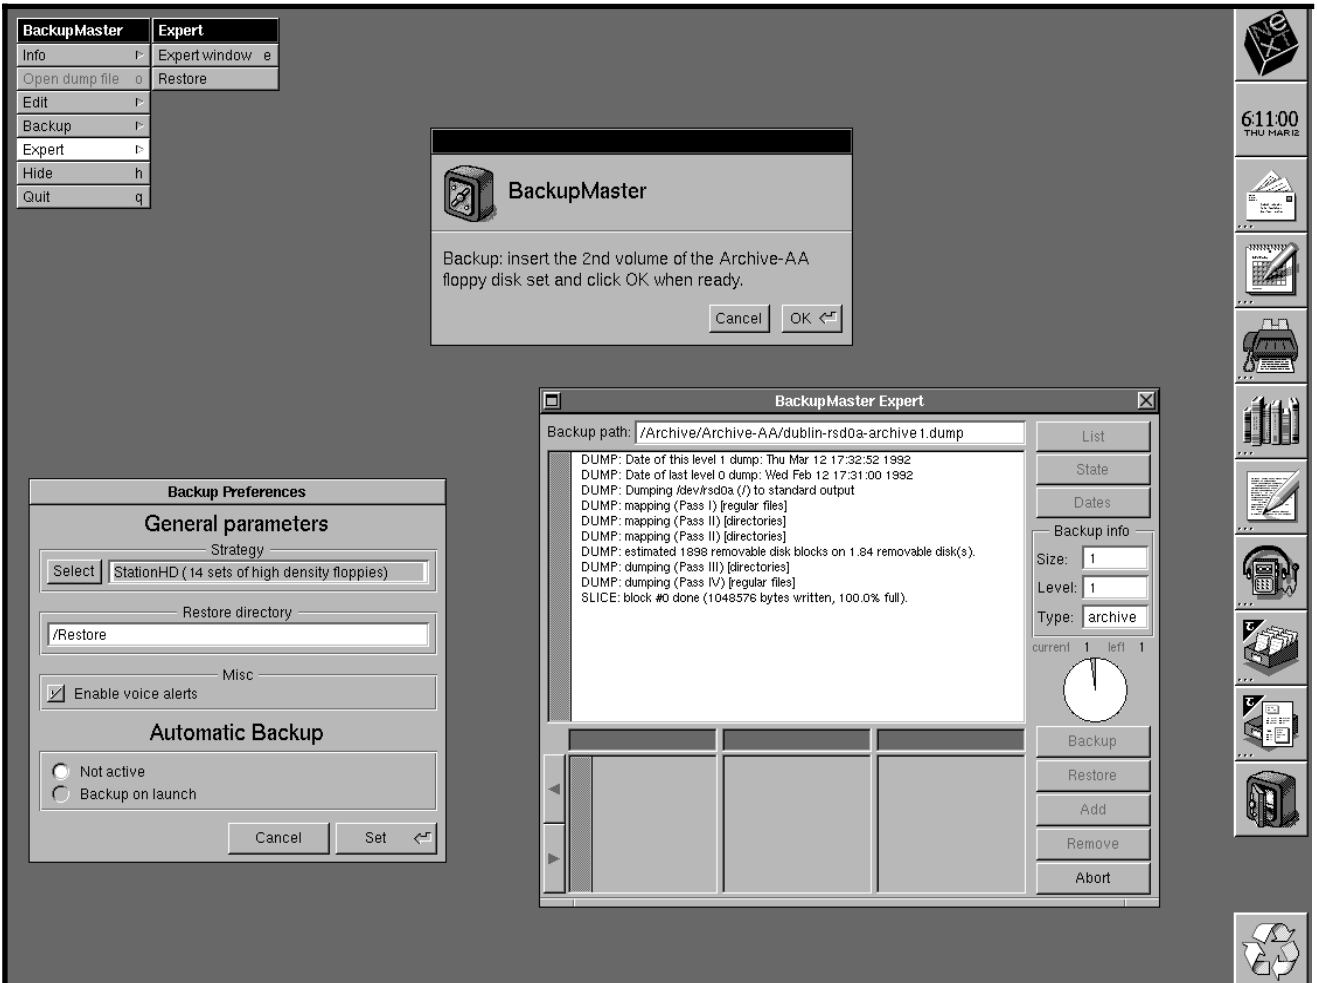 BackupMaster
Info
Open dump file o
Edit
Backup
Expert
Hide h
Quit q
Expert
Expert window e
Restore
BackupMaster
Backup: insert the 2nd volume of the Archive-AA
floppy disk set and click OK when ready.
Cancel
OK
NeXT
6:11:00
THU MAR 12
Backup Preferences
General parameters
Strategy
Select
StationHD ( 14 sets of high density floppies)
Restore directory
/Restore
Misc
Enable voice alerts
Automatic Backup
Not active
Backup on launch
Cancel
Set
BackupMaster Expert
Backup path: /Archive/Archive-AA/dublin-rsd0a-archive1.dump
DUMP: Date of this level 1 dump: Thu Mar 12 17:32:52 1992
DUMP: Date of last level 0 dump: Wed Feb 12 17:31:00 1992
DUMP: Dumping /dev/rsd0a (/) to standard output
DUMP: mapping (Pass I) [regular files]
DUMP: mapping (Pass II) [directories]
DUMP: mapping (Pass II) [directories]
DUMP: estimated 1898 removable disk blocks on 1.84 removable disk(s).
DUMP: dumping (Pass III) [directories]
DUMP: dumping (Pass IV) [regular files]
SLICE: block #0 done (1048576 bytes written, 100.0% full).
List
State
Dates
Backup info
Size: 1
Level: 1
Type: archive
current 1 left 1
Backup
Restore
Add
Remove
Abort